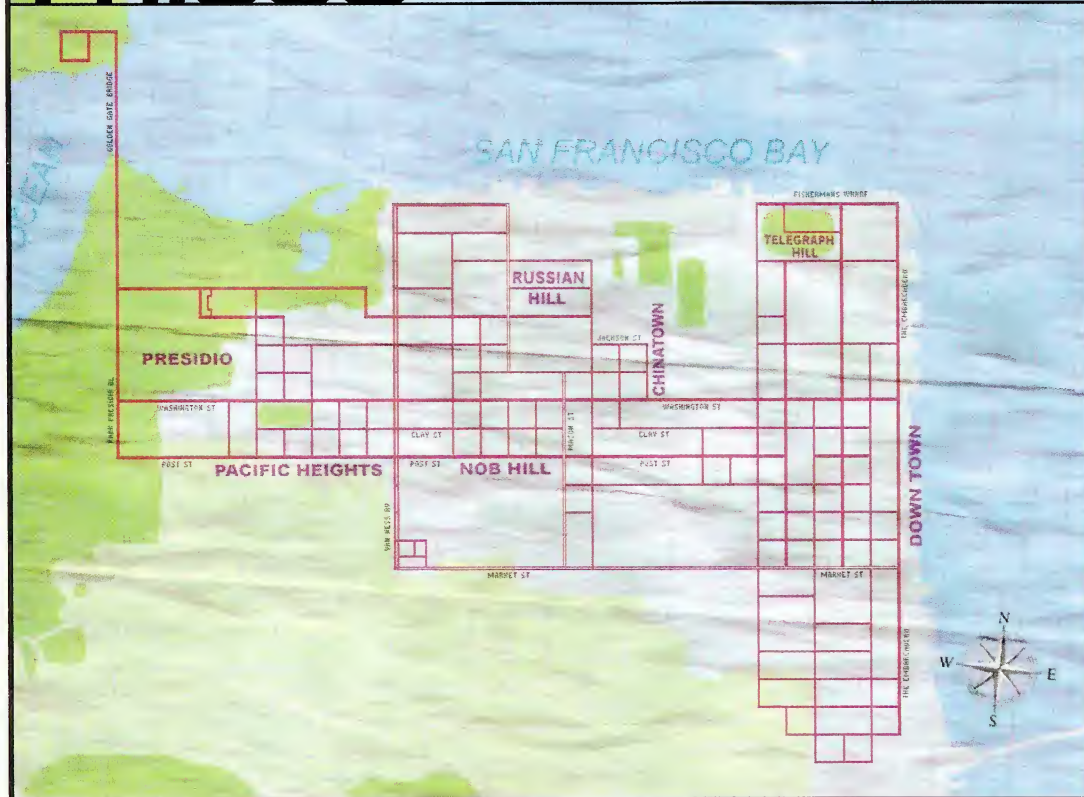 GOLDEN GATE BRIDGE
OCEAN
SAN FRANCISCO BAY
FISHERMANS WHARF
TELEGRAPH
HILL
RUSSIAN
HILL
THE EMBARCADERO
CHINATOWN
JACKSON ST
PRESIDIO
PARK PRESIDIO BL
WASHINGTON ST
WASHINGTON ST
MASON ST
CLAY ST
CLAY ST
POST ST
PACIFIC HEIGHTS
POST ST
NOB HILL
POST ST
DOWN TOWN
VAN NESS AV
MARKET ST
MARKET ST
THE EMBARCADERO
N
W
E
S